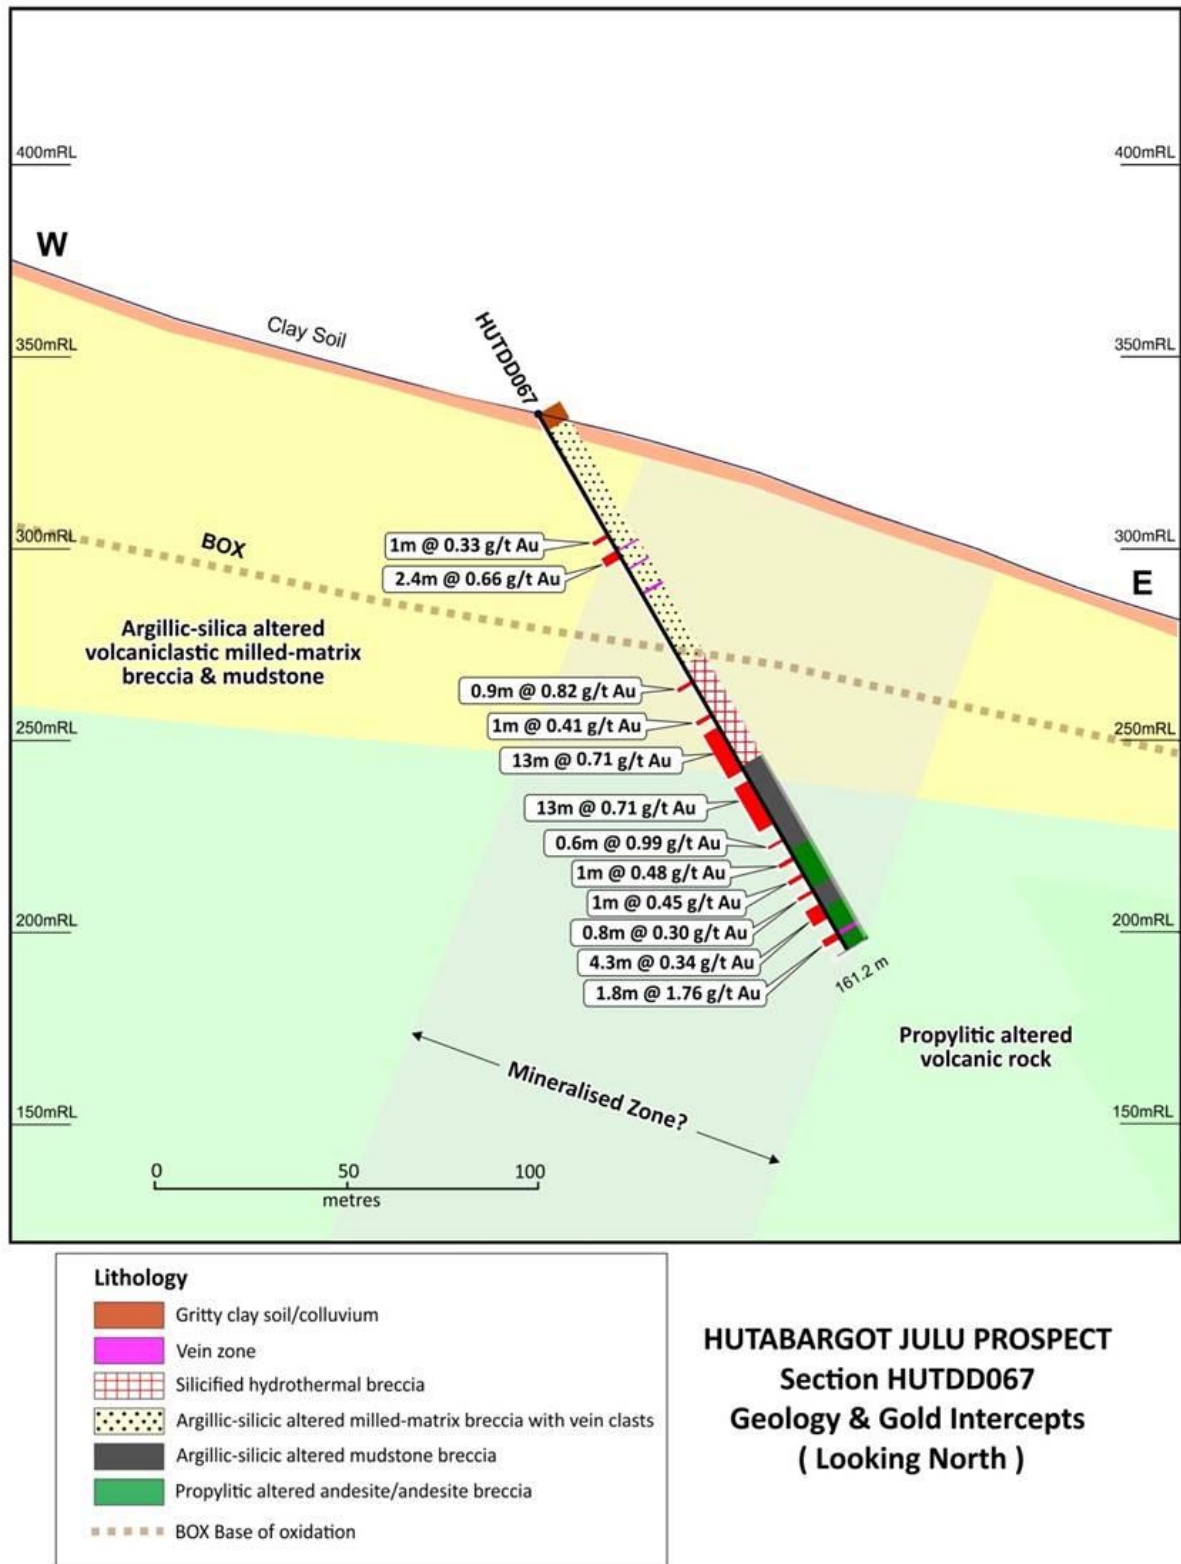 400mRL
400mRL
W
HUTDD067
Clay Soil
350mRL
350mRL
300mRL
300mRL
BOX
1m @ 0.33 g/t Au
2.4m @ 0.66 g/t Au
E
Argillic-silica altered
volcaniclastic milled-matrix
breccia & mudstone
0.9m @ 0.82 g/t Au
1m @ 0.41 g/t Au
250mRL
250mRL
13m @ 0.71 g/t Au
13m @ 0.71 g/t Au
0.6m @ 0.99 g/t Au
1m @ 0.48 g/t Au
1m @ 0.45 g/t Au
200mRL
200mRL
0.8m @ 0.30 g/t Au
4.3m @ 0.34 g/t Au
161.2 m
1.8m @ 1.76 g/t Au
Propylitic altered
volcanic rock
Mineralised Zone?
150mRL
150mRL
0 50 100
metres
Lithology
Gritty clay soil/colluvium
Vein zone
Silicified hydrothermal breccia
Argillic-silicic altered milled-matrix breccia with vein clasts
Argillic-silicic altered mudstone breccia
Propylitic altered andesite/andesite breccia
BOX Base of oxidation
HUTABARGOT JULU PROSPECT
Section HUTDD067
Geology & Gold Intercepts
( Looking North )